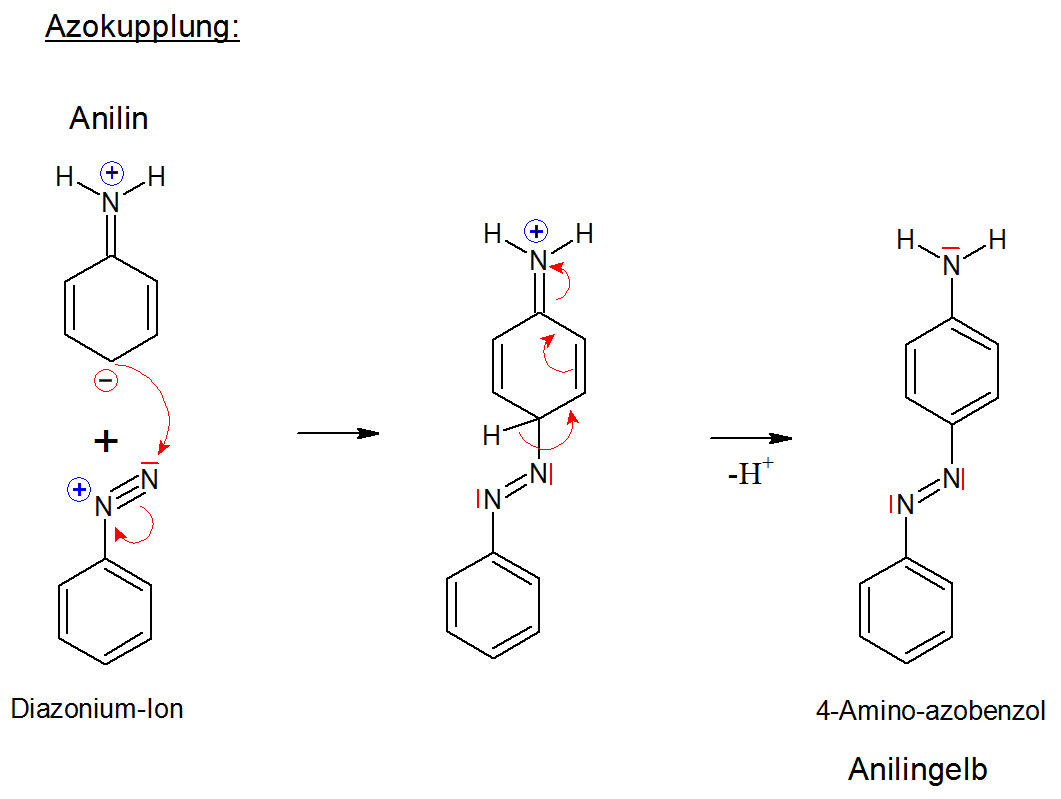 Azokupplung:
Anilin
H ⊕ H
N
⊖
+
⊕ N N
Diazonium-Ion
H ⊕ H
N
H
N
N
-H⁺
H H
N
N
N
4-Amino-azobenzol
Anilingelb